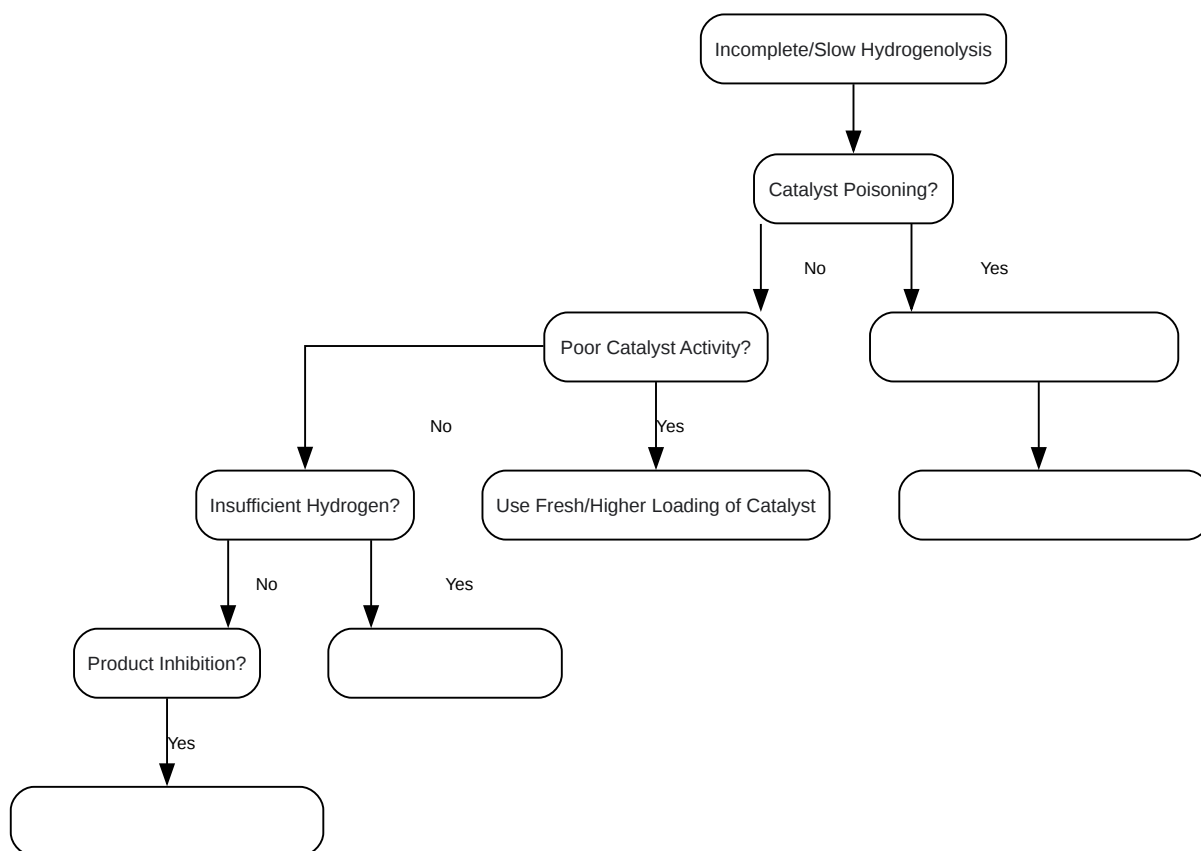 Incomplete/Slow Hydrogenolysis
Catalyst Poisoning?
No
Yes
Poor Catalyst Activity?
No
Yes
Insufficient Hydrogen?
Use Fresh/Higher Loading of Catalyst
No
Yes
Product Inhibition?
Yes